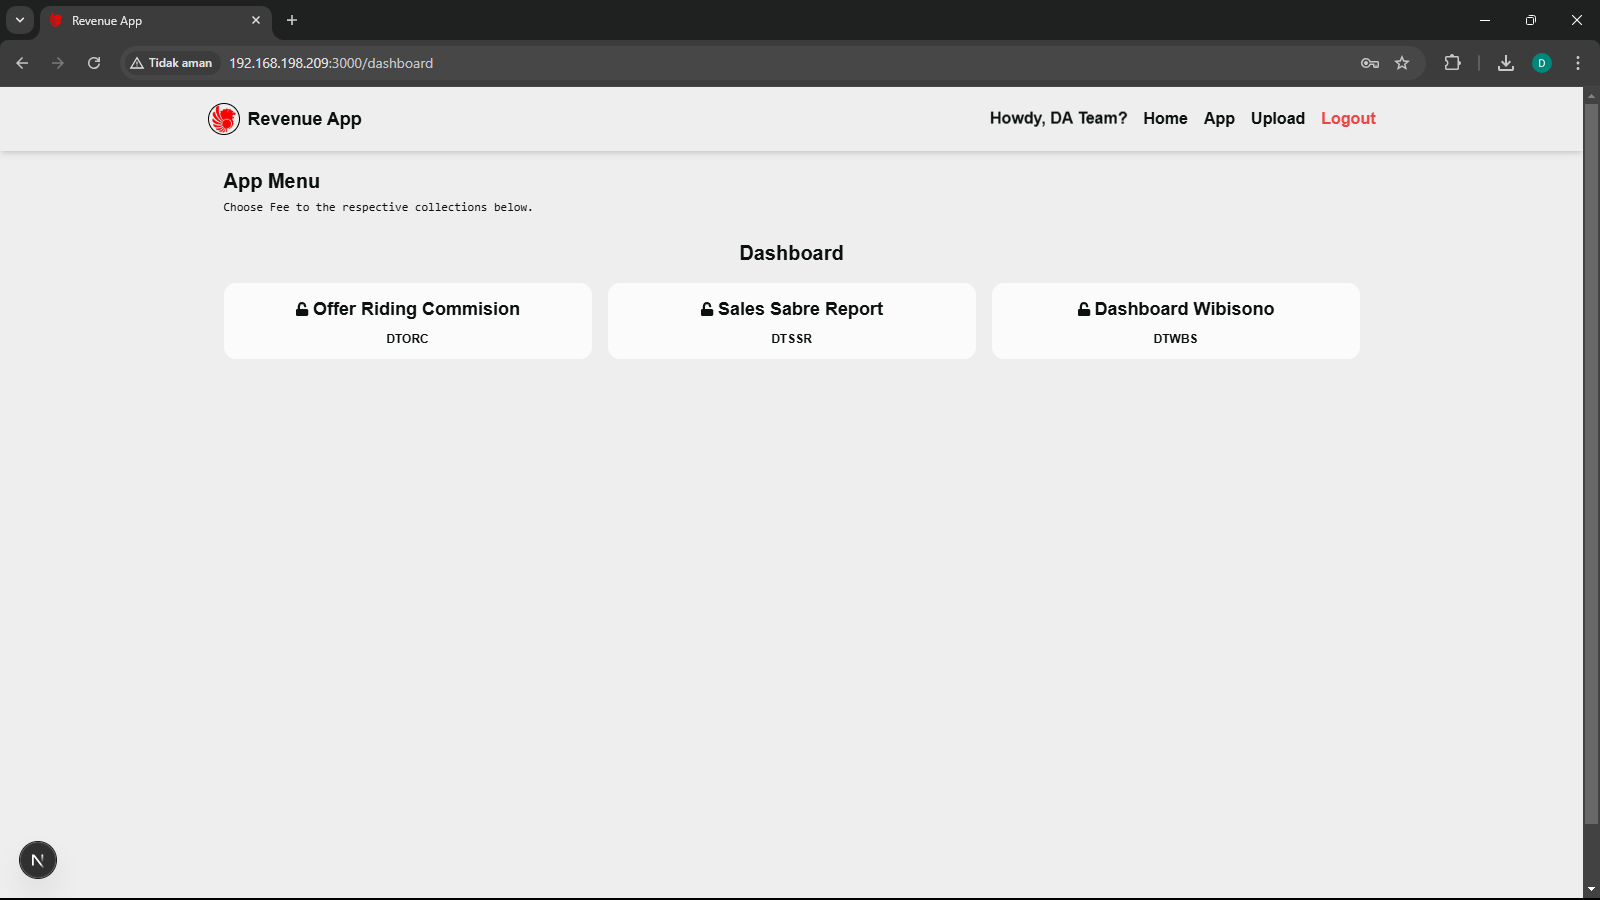 Revenue App
Tidak aman
192.168.198.209:3000/dashboard
D
Revenue App
Howdy, DA Team?
Home
App
Upload
Logout
App Menu
Choose Fee to the respective collections below.
Dashboard
Offer Riding Commision
DTORC
Sales Sabre Report
DTSSR
Dashboard Wibisono
DTWBS
N